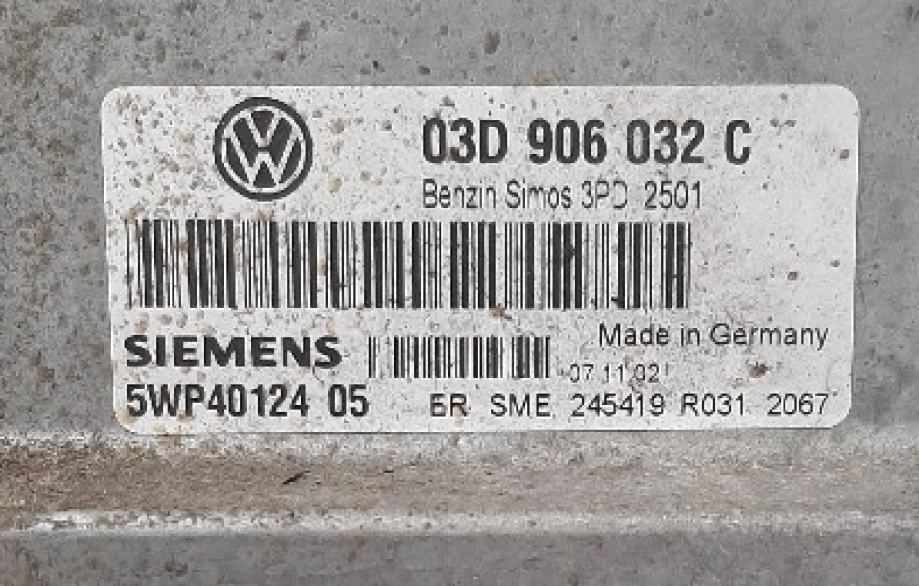 03D 906 032 C
Benzin Simos 3PD 2501
Made in Germany
SIEMENS
07.11.02
5WP40124 05 ER SME 245419 R031 2067